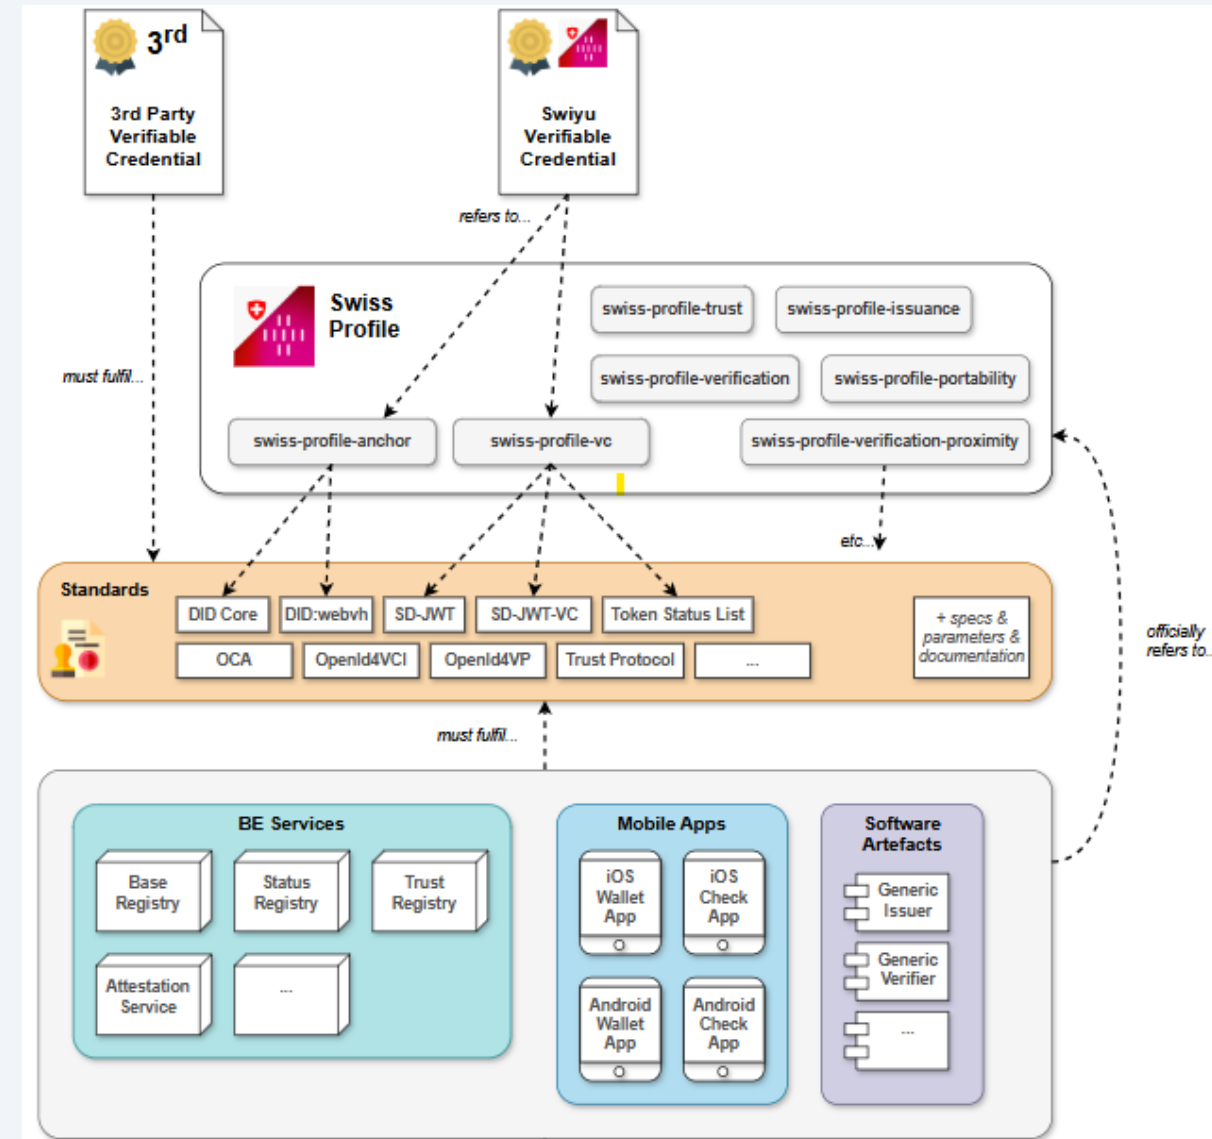 3rd
3rd Party
Verifiable
Credential
Swiyu
Verifiable
Credential
refers to...
Swiss
Profile
swiss-profile-trust
swiss-profile-issuance
swiss-profile-verification
swiss-profile-portability
swiss-profile-anchor
swiss-profile-vc
swiss-profile-verification-proximity
must fulfil...
etc...
Standards
DID Core
DID:webvh
SD-JWT
SD-JWT-VC
Token Status List
OCA
OpenId4VCI
OpenId4VP
Trust Protocol
...
+ specs &
parameters &
documentation
officially
refers to...
must fulfil...
BE Services
Base
Registry
Status
Registry
Trust
Registry
Attestation
Service
...
Mobile Apps
iOS
Wallet
App
iOS
Check
App
Android
Wallet
App
Android
Check
App
Software
Artefacts
Generic
Issuer
Generic
Verifier
...